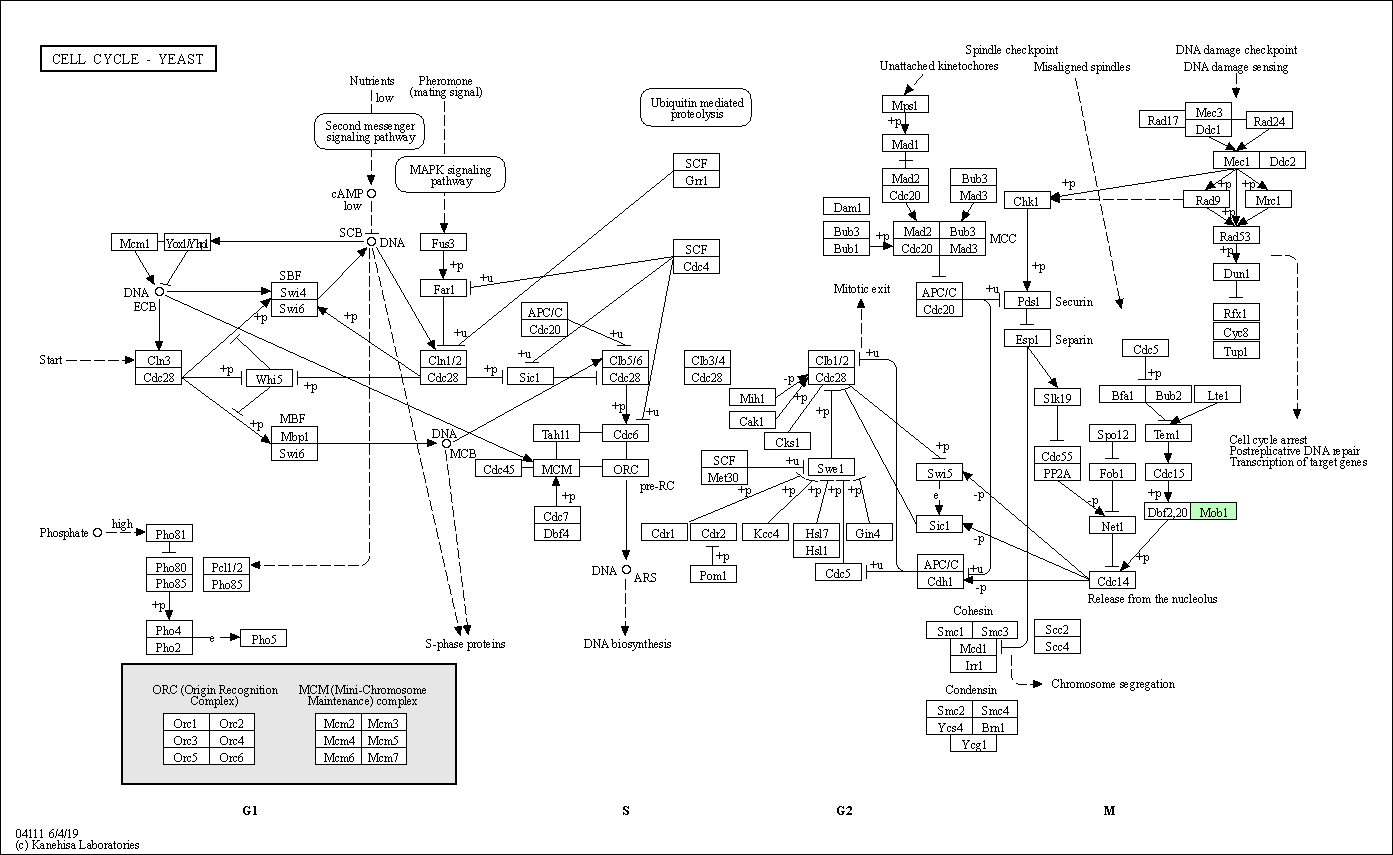 CELL CYCLE - YEAST
Nutrients
low
Pheromone
(mating signal)
Second messenger
signaling pathway
MAPK signaling
pathway
cAMP
low
Ubiquitin mediated
proteolysis
SCF
Grr1
SCF
Cdc4
Spindle checkpoint
Unattached kinetochores
Misaligned spindles
DNA damage checkpoint
DNA damage sensing
Mps1
+p
Mad1
Mad2
Cdc20
Bub3
Mad3
Dam1
Bub3
Bub1
+p
Mad2
Bub3
Cdc20
Mad3
MCC
Rad17
Mec3
Ddc1
Rad24
Mec1
Ddc2
+p
Chk1
+p
+p
Rad9
Mrc1
+p
Rad53
+p
Dun1
Rfx1
Cyc8
Tup1
Mcm1
Yox1/Yhp1
SCB
DNA
Fus3
+p
Far1
+u
+u
+u
DNA
ECB
SBF
Swi4
Swi6
+p
+p
APC/C
Cdc20
+u
Mitotic exit
APC/C
Cdc20
+u
+p
Pds1
Securin
Esp1
Separin
Start
Cln3
Cdc28
+p
Whi5
+p
Cln1/2
Cdc28
+p
Sic1
Clb5/6
Cdc28
Clb3/4
Cdc28
Clb1/2
Cdc28
+u
Mih1
-p
Cak1
+p
Cks1
+p
MBF
Mbp1
Swi6
DNA
MCB
+p
+u
Tah11
Cdc6
Cdc45
MCM
ORC
pre-RC
+p
Cdc7
Dbf4
SCF
Met30
+u
Swe1
+p
+p
+p
+p
+p
Cdr1
Cdr2
Kcc4
Hsl7
Hsl1
Gin4
+p
Pom1
Cdc5
+u
+p
Swi5
e
-p
Sic1
-p
APC/C
Cdh1
+u
-p
Slk19
Cdc55
PP2A
-p
Spo12
Fob1
Net1
Cdc5
+p
Bfa1
Bub2
Lte1
Tem1
Cdc15
+p
Dbf2,20
Mob1
+p
Cdc14
Release from the nucleolus
Cell cycle arrest
Postreplicative DNA repair
Transcription of target genes
Phosphate
high
Pho81
Pho80
Pho85
Pcl1/2
Pho85
+p
Pho4
Pho2
e
Pho5
S-phase proteins
DNA
ARS
DNA biosynthesis
Cohesin
Smc1
Smc3
Mcd1
Irr1
Scc2
Scc4
Chromosome segregation
Condensin
Smc2
Smc4
Ycs4
Brn1
Ycg1
ORC (Origin Recognition
Complex)
Orc1
Orc2
Orc3
Orc4
Orc5
Orc6
MCM (Mini-Chromosome
Maintenance) complex
Mcm2
Mcm3
Mcm4
Mcm5
Mcm6
Mcm7
G1
S
G2
M
04111 6/4/19
(c) Kanehisa Laboratories